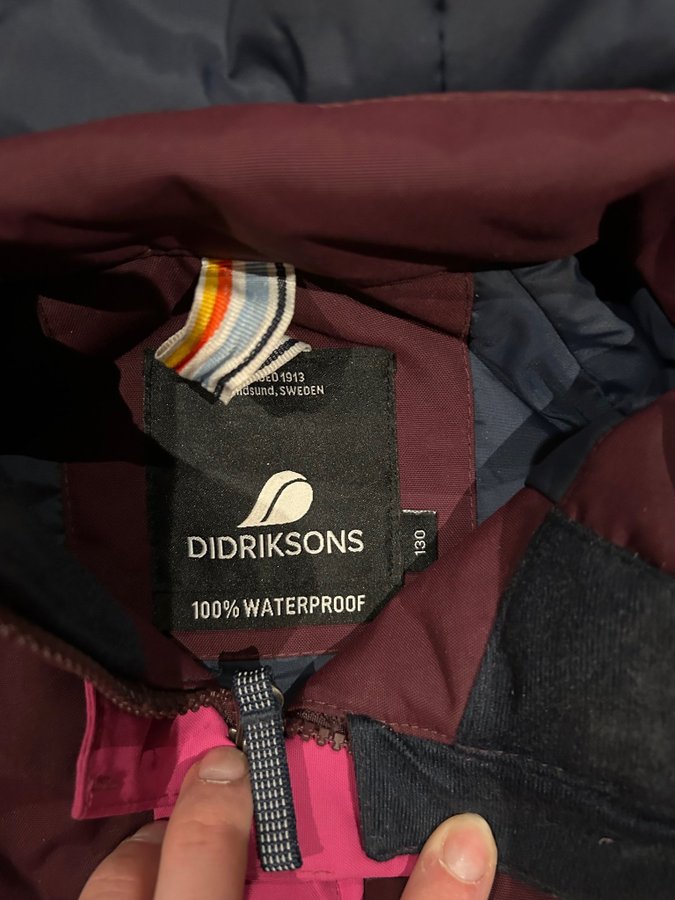 1913
SWEDEN
DIDRIKSONS
130
100% WATERPROOF